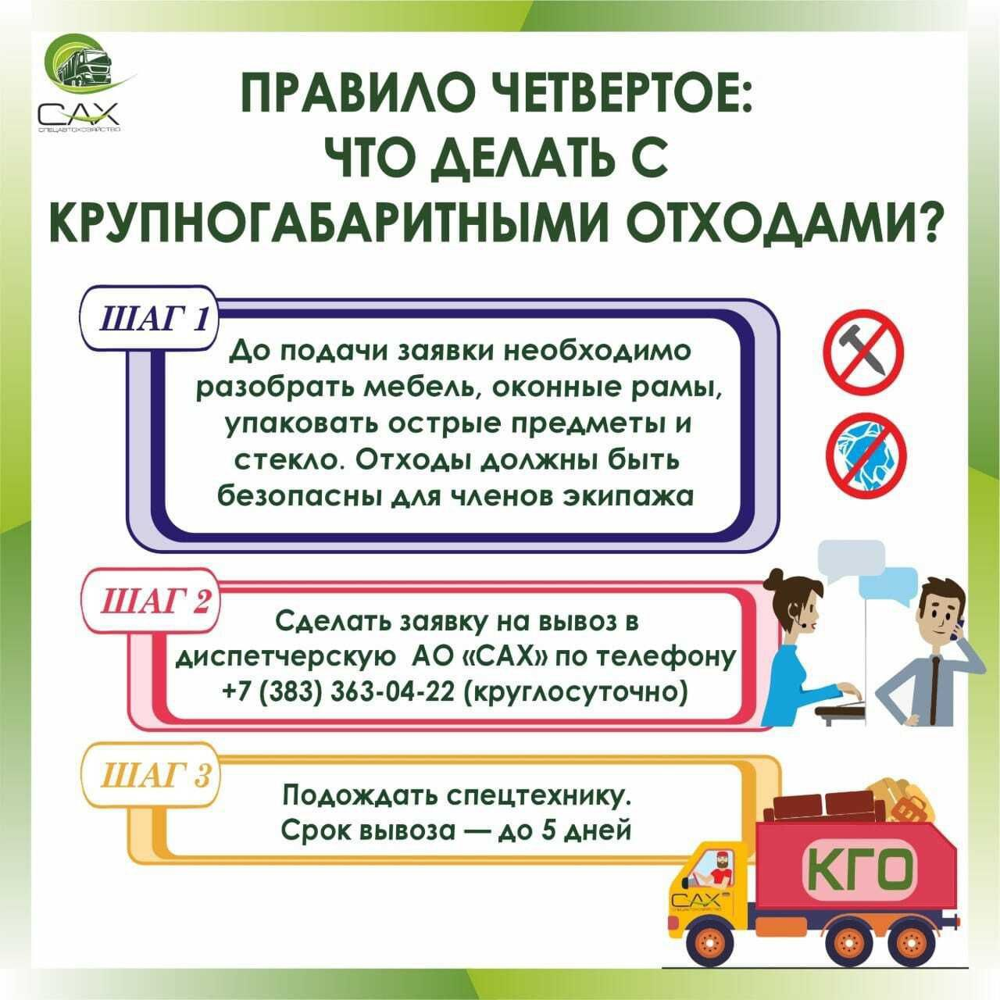 САХ
СПЕЦАВТОХОЗЯЙСТВО
ПРАВИЛО ЧЕТВЕРТОЕ:
ЧТО ДЕЛАТЬ С
КРУПНОГАБАРИТНЫМИ ОТХОДАМИ?
ШАГ 1
До подачи заявки необходимо
разобрать мебель, оконные рамы,
упаковать острые предметы и
стекло. Отходы должны быть
безопасны для членов экипажа
ШАГ 2
Сделать заявку на вывоз в
диспетчерскую АО «САХ» по телефону
+7 (383) 363-04-22 (круглосуточно)
ШАГ 3
Подождать спецтехнику.
Срок вывоза — до 5 дней
КГО
САХ
СПЕЦАВТОХОЗЯЙСТВО